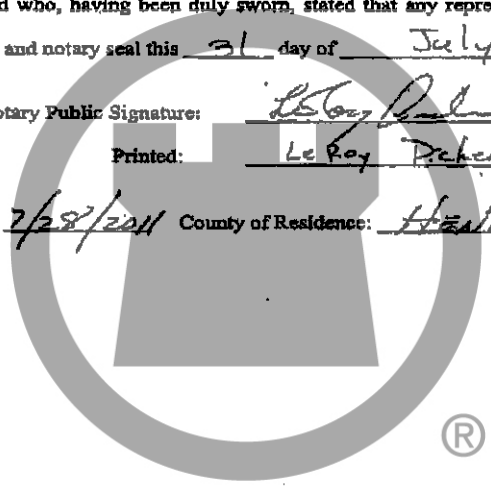 d who, having been duly sworn, stated that any repre
and notary seal this 31 day of July
otary Public Signature:
Printed: Le Roy
7/28/2011 County of Residence:
®